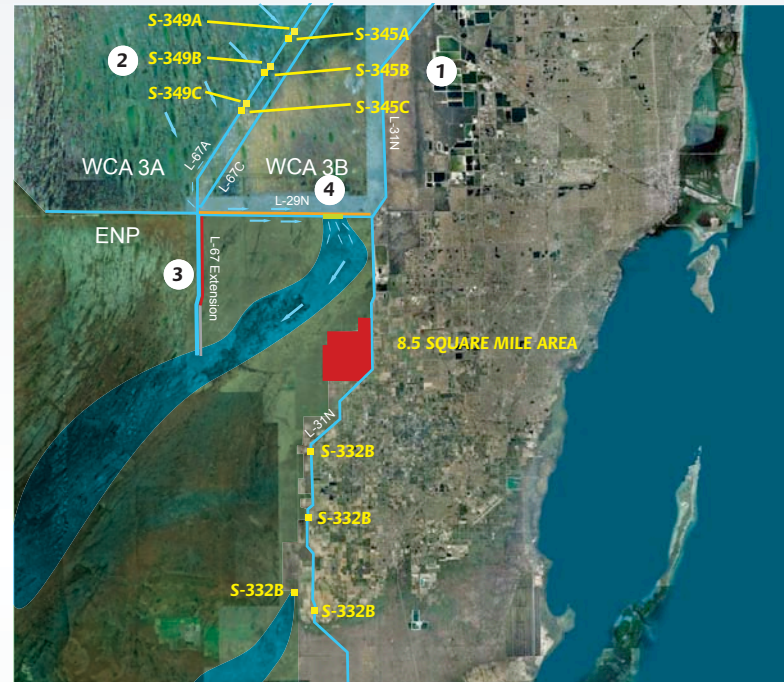 S-349A
S-345A
2
S-349B
S-345B
1
S-349C
S-345C
L-31N
L-67A
WCA 3A
L-67C
WCA 3B
4
L-29N
ENP
3
L-67 Extension
8.5 SQUARE MILE AREA
L-31N
S-332B
S-332B
S-332B
S-332B